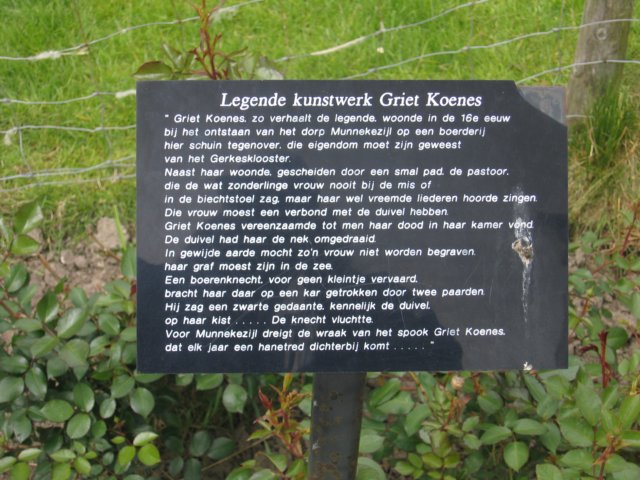 Legende kunstwerk Griet Koenes
" Griet Koenes, zo verhaalt de legende, woonde in de 16e eeuw
bij het ontstaan van het dorp Munnekezijl op een boerderij
hier schuin tegenover, die eigendom moet zijn geweest
van het Gerkesklooster.
Naast haar woonde, gescheiden door een smal pad, de pastoor,
die de wat zonderlinge vrouw nooit bij de mis of
in de biechtstoel zag, maar haar wel vreemde liederen hoorde zingen.
Die vrouw moest een verbond met de duivel hebben.
Griet Koenes vereenzaamde tot men haar dood in haar kamer vond.
De duivel had haar de nek omgedraaid.
In gewijde aarde mocht zo'n vrouw niet worden begraven,
haar graf moest zijn in de zee.
Een boerenknecht, voor geen kleintje vervaard,
bracht haar daar op een kar getrokken door twee paarden.
Hij zag een zwarte gedaante, kennelijk de duivel,
op haar kist . . . . . De knecht vluchtte.
Voor Munnekezijl dreigt de wraak van het spook Griet Koenes,
dat elk jaar een hanetred dichterbij komt . . . . . "